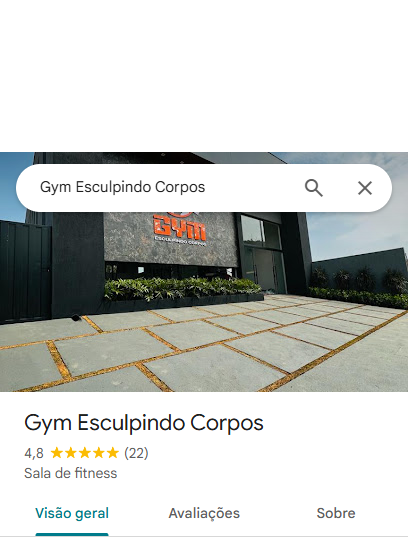 Gym Esculpindo Corpos
GYM
ESCULPINDO CORPOS
Gym Esculpindo Corpos
4,8 (22)
Sala de fitness
Visão geral Avaliações Sobre